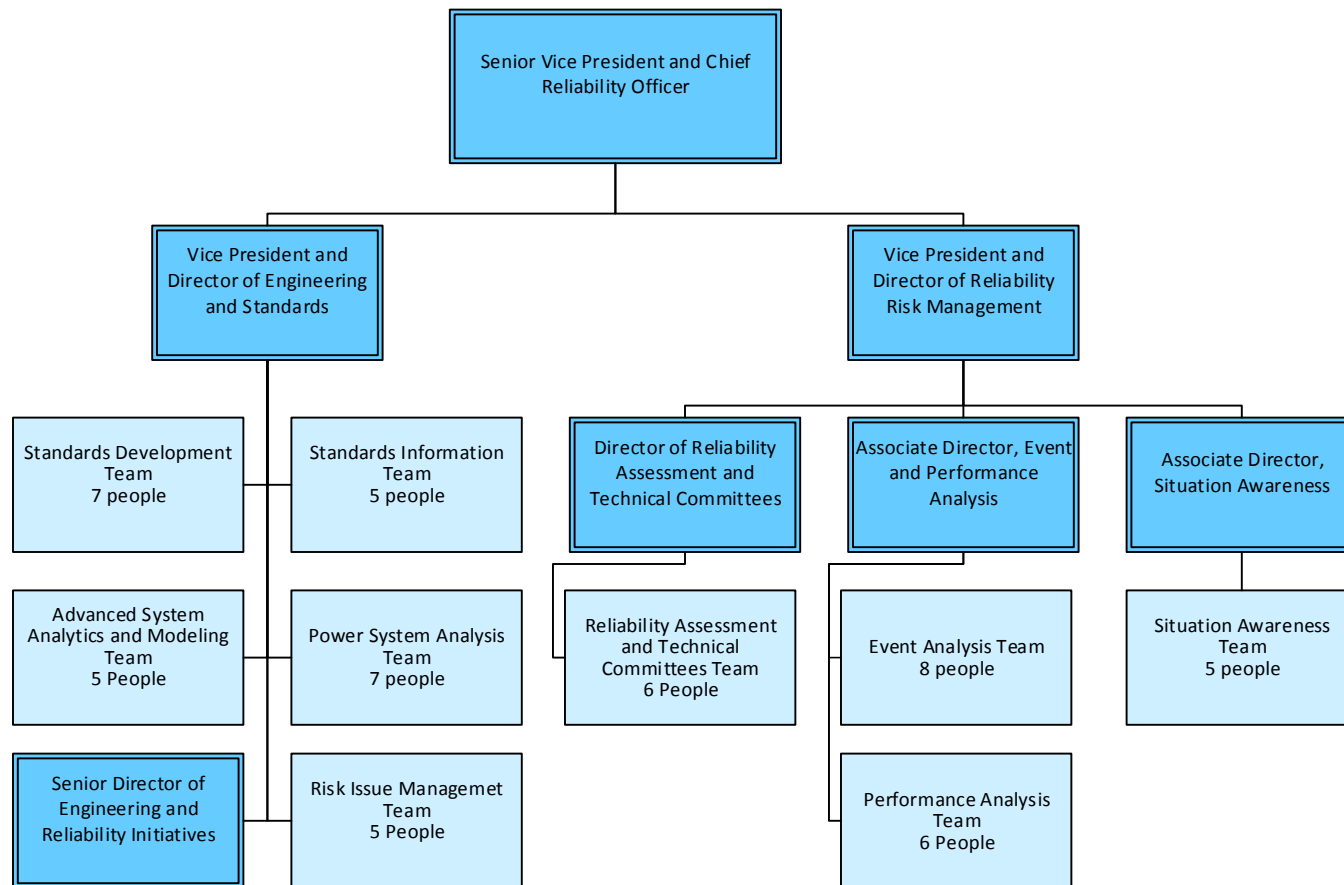 Senior Vice President and Chief
Reliability Officer
Vice President and
Director of Engineering
and Standards
Vice President and
Director of Reliability
Risk Management
Standards Development
Team
7 people
Standards Information
Team
5 people
Director of Reliability
Assessment and
Technical Committees
Associate Director, Event
and Performance
Analysis
Associate Director,
Situation Awareness
Advanced System
Analytics and Modeling
Team
5 People
Power System Analysis
Team
7 people
Reliability Assessment
and Technical
Committees Team
6 People
Event Analysis Team
8 people
Situation Awareness
Team
5 people
Senior Director of
Engineering and
Reliability Initiatives
Risk Issue Managemet
Team
5 People
Performance Analysis
Team
6 People